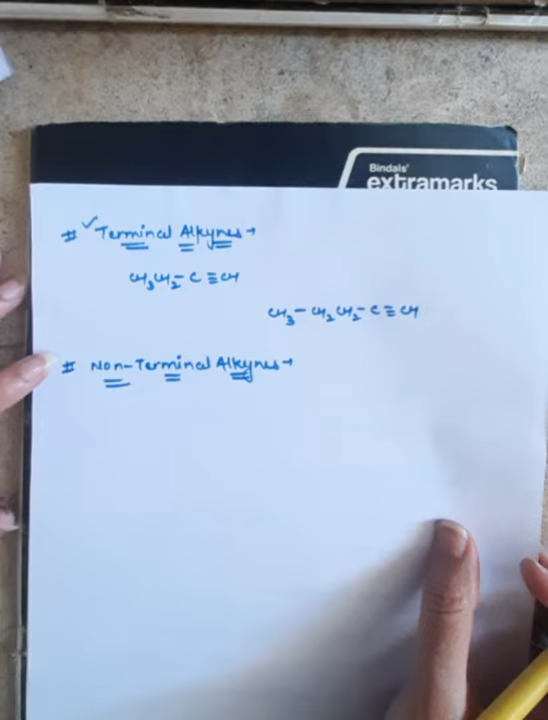 Bindals'
extramarks
# ✓Terminal Alkynes →
CH₃CH₂-C≡CH
CH₃-CH₂CH₂-C≡CH
# Non-Terminal Alkynes →